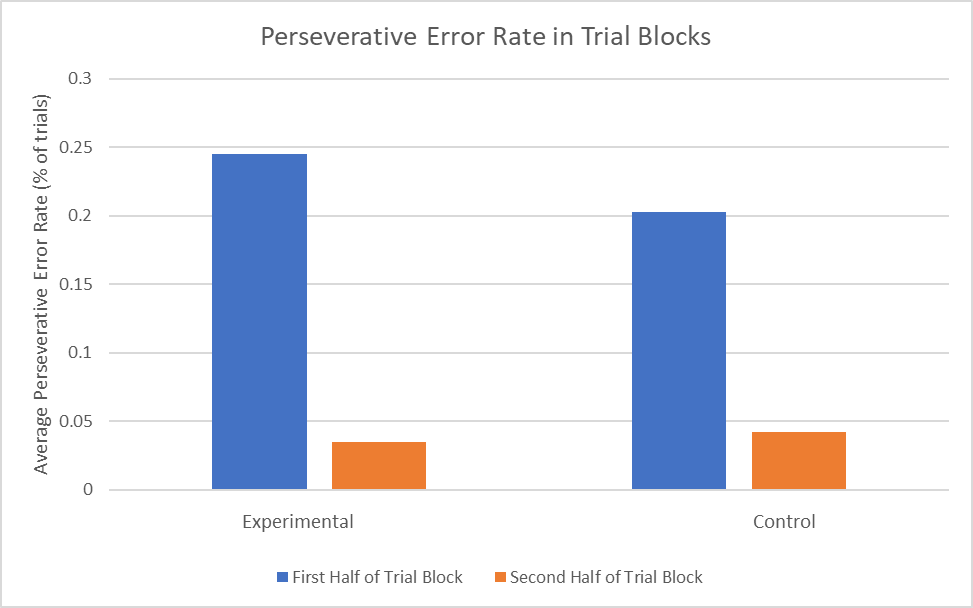 Perseverative Error Rate in Trial Blocks
Average Perseverative Error Rate (% of trials)
0.3
0.25
0.2
0.15
0.1
0.05
0
Experimental
Control
First Half of Trial Block
Second Half of Trial Block